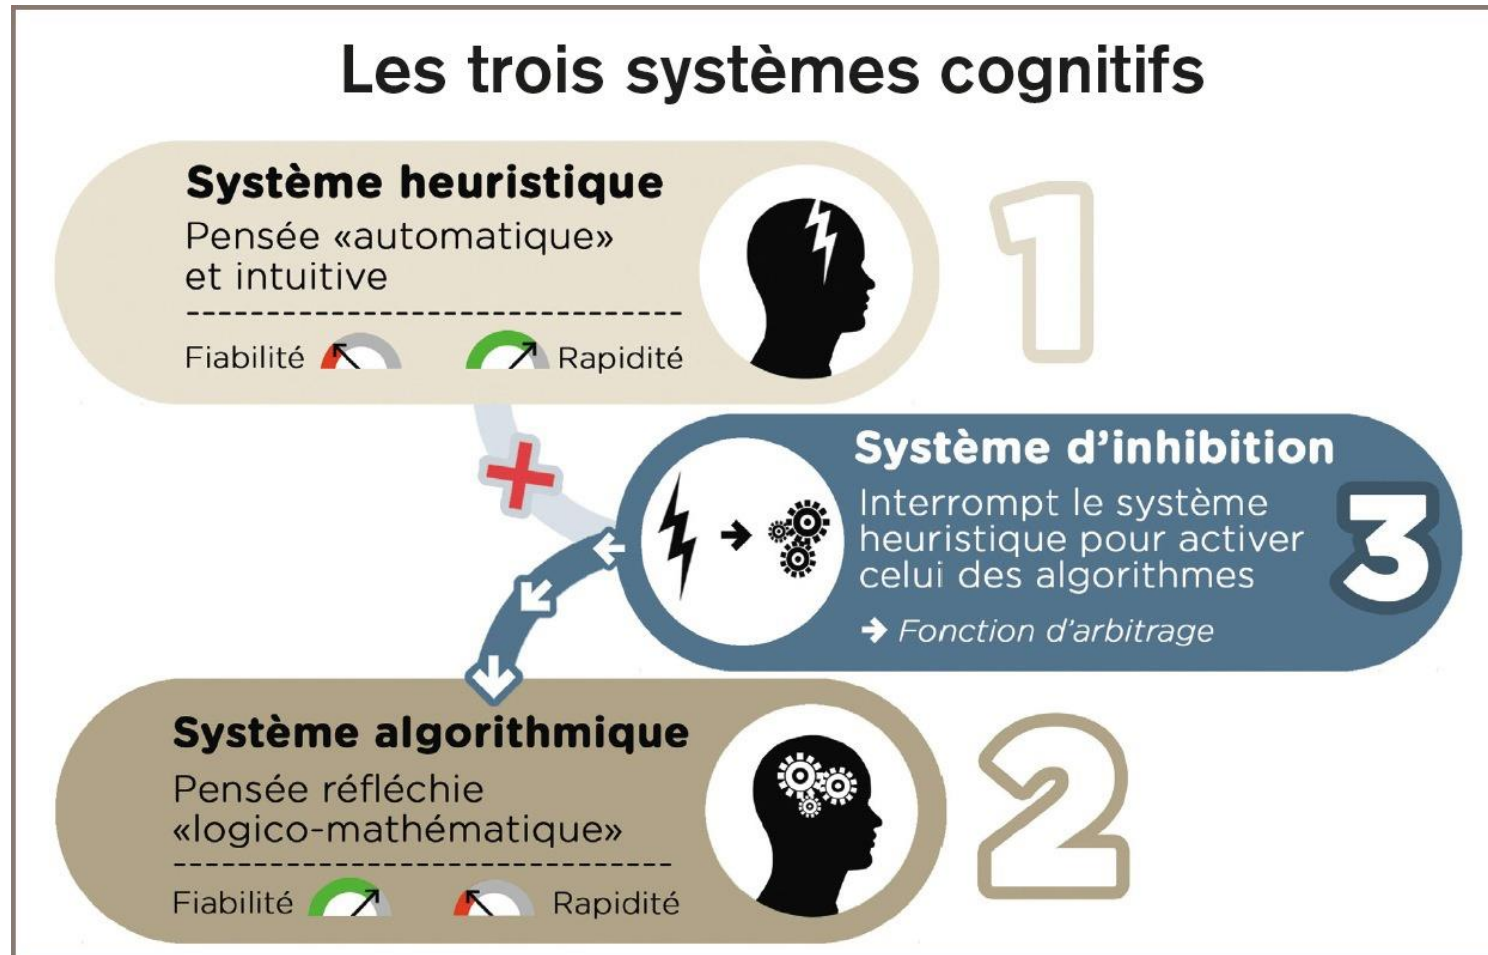 Les trois systèmes cognitifs
Système heuristique
Pensée «automatique»
et intuitive
Fiabilité
Rapidité
1
Système d’inhibition
Interrompt le système
heuristique pour activer
celui des algorithmes
Fonction d’arbitrage
3
Système algorithmique
Pensée réfléchie
«logico-mathématique»
Fiabilité
Rapidité
2